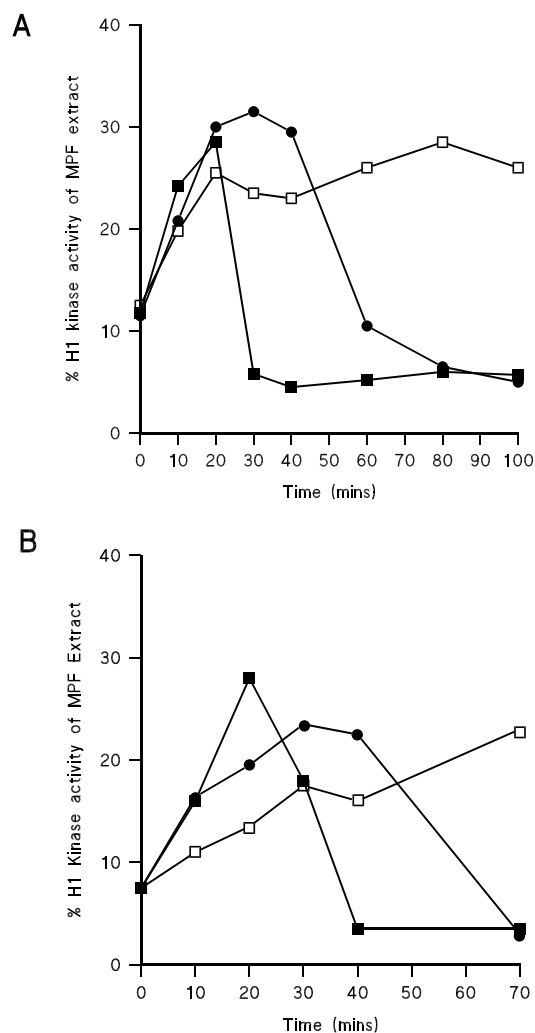 A
% H1 kinase activity of MPF extract
40
30
20
10
0
0 10 20 30 40 50 60 70 80 90 100
Time (mins)
B
% H1 Kinase activity of MPF Extract
40
30
20
10
0
0 10 20 30 40 50 60 70
Time (mins)